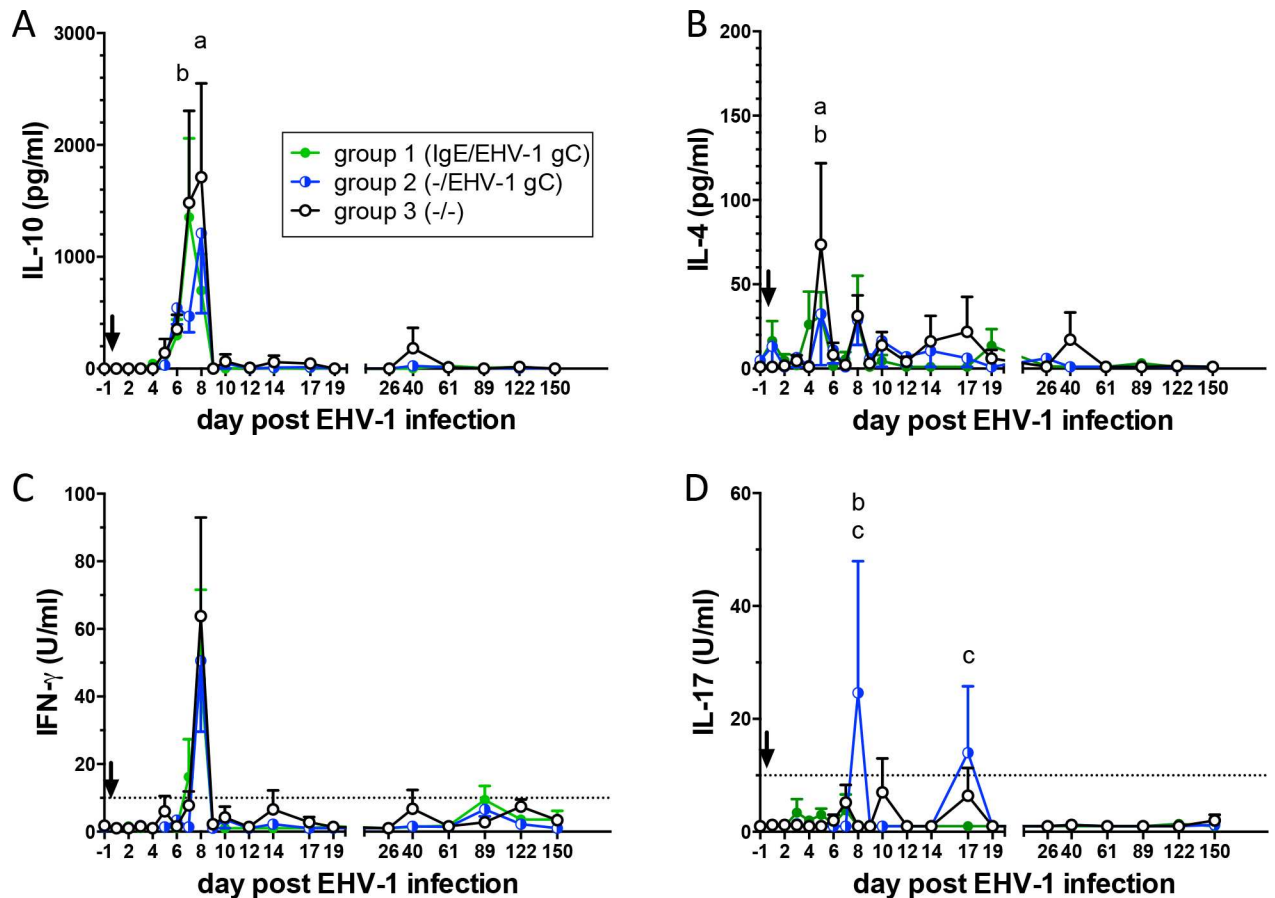 A
3000
2000
1000
0
IL-10 (pg/ml)
b
a
group 1 (IgE/EHV-1 gC)
group 2 (-/EHV-1 gC)
group 3 (-/-)
-1 2 4 6 8 10 14 17 19 26 40 61 89 122 150
day post EHV-1 infection
B
200
150
100
50
0
IL-4 (pg/ml)
a
b
-1 2 4 6 8 10 14 17 19 26 40 61 89 122 150
day post EHV-1 infection
C
100
80
60
40
20
0
IFN-γ (U/ml)
-1 2 4 6 8 10 14 17 19 26 40 61 89 122 150
day post EHV-1 infection
D
60
40
20
0
IL-17 (U/ml)
b
c
c
-1 2 4 6 8 10 12 14 17 19 26 40 61 89 122 150
day post EHV-1 infection